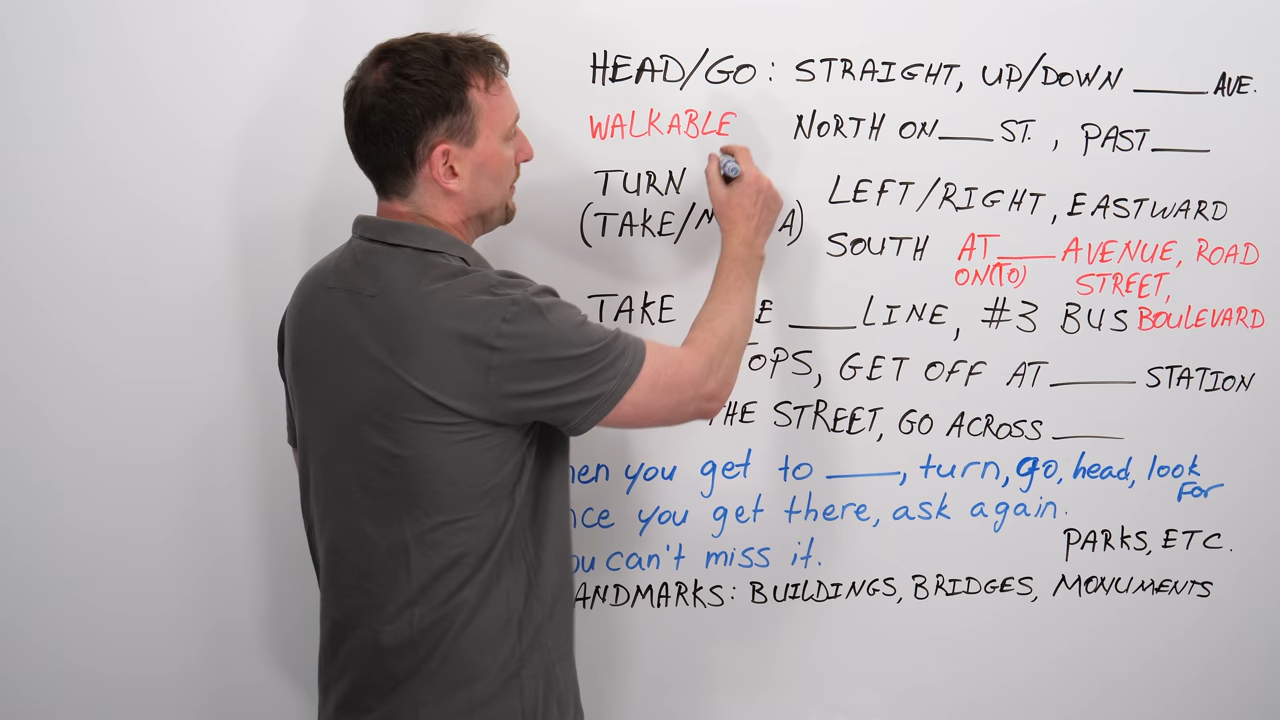 HEAD/GO: STRAIGHT, UP/DOWN ____ AVE.
WALKABLE NORTH ON ____ ST., PAST ____
TURN LEFT/RIGHT, EASTWARD
(TAKE/M A) SOUTH AT ____ AVENUE, ROAD
ON(TO) STREET,
TAKE E ____ LINE, #3 BUS BOULEVARD
OPS, GET OFF AT ____ STATION
HE STREET, GO ACROSS ____
en you get to ____, turn, go, head, look
For
ce you get there, ask again.
PARKS, ETC.
ou can't miss it.
ANDMARKS: BUILDINGS, BRIDGES, MONUMENTS